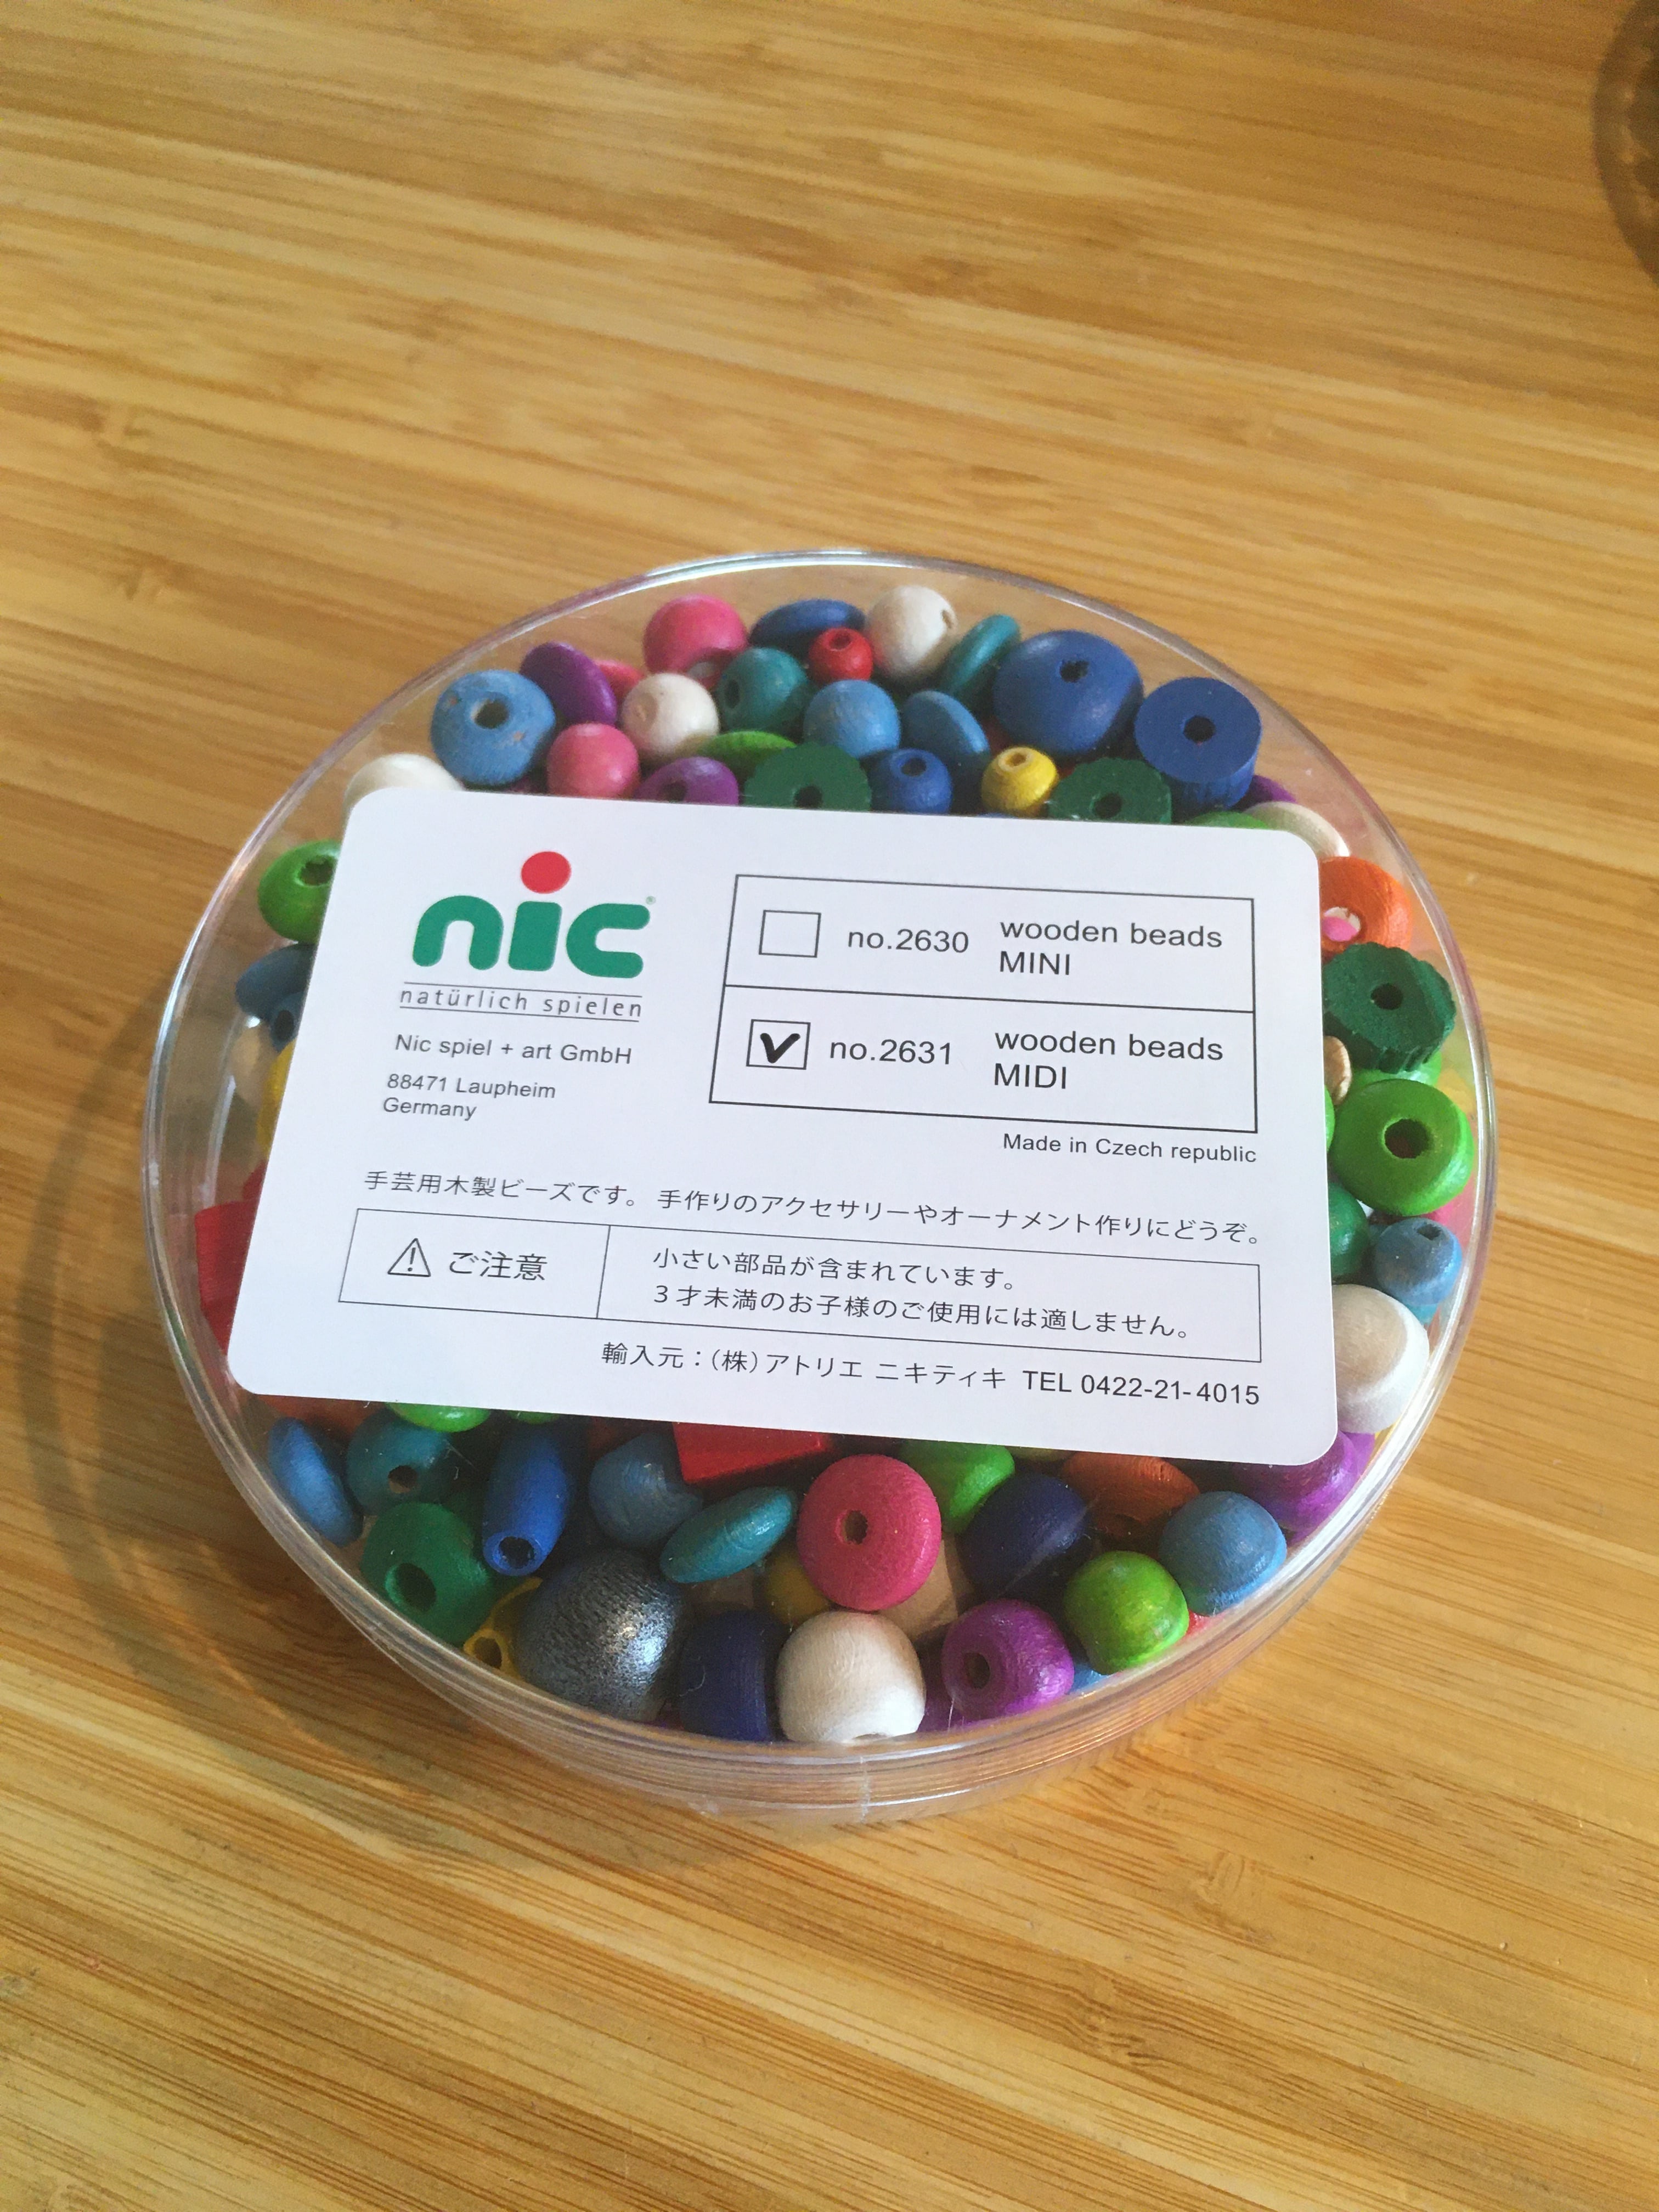 nic
natürlich spielen
Nic spiel + art GmbH
88471 Laupheim
Germany
no.2630 wooden beads
MINI
no.2631 wooden beads
MIDI
Made in Czech republic
手芸用木製ビーズです。 手作りのアクセサリーやオーナメント作りにどうぞ。
ご注意
小さい部品が含まれています。
３才未満のお子様のご使用には適しません。
輸入元：（株）アトリエ ニキティキ TEL 0422-21-4015